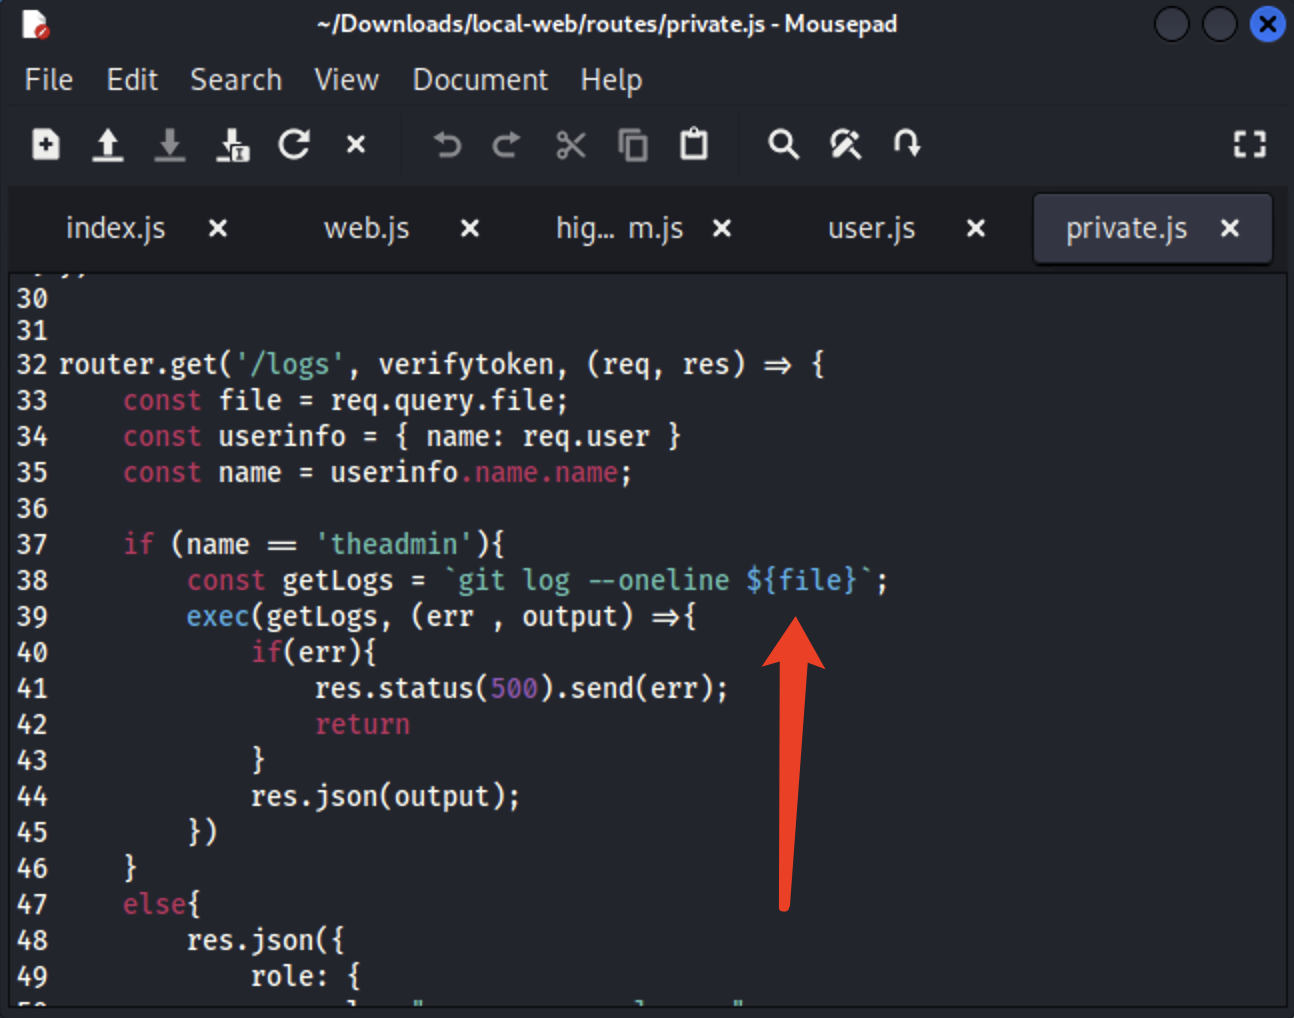 ~/Downloads/local-web/routes/private.js - Mousepad
File Edit Search View Document Help
index.js web.js hig... m.js user.js private.js
30
31
32 router.get('/logs', verifytoken, (req, res) => {
33 const file = req.query.file;
34 const userinfo = { name: req.user }
35 const name = userinfo.name.name;
36
37 if (name == 'theadmin'){
38 const getLogs = `git log --oneline ${file}`;
39 exec(getLogs, (err , output) =>{
40 if(err){
41 res.status(500).send(err);
42 return
43 }
44 res.json(output);
45 })
46 }
47 else{
48 res.json({
49 role: {